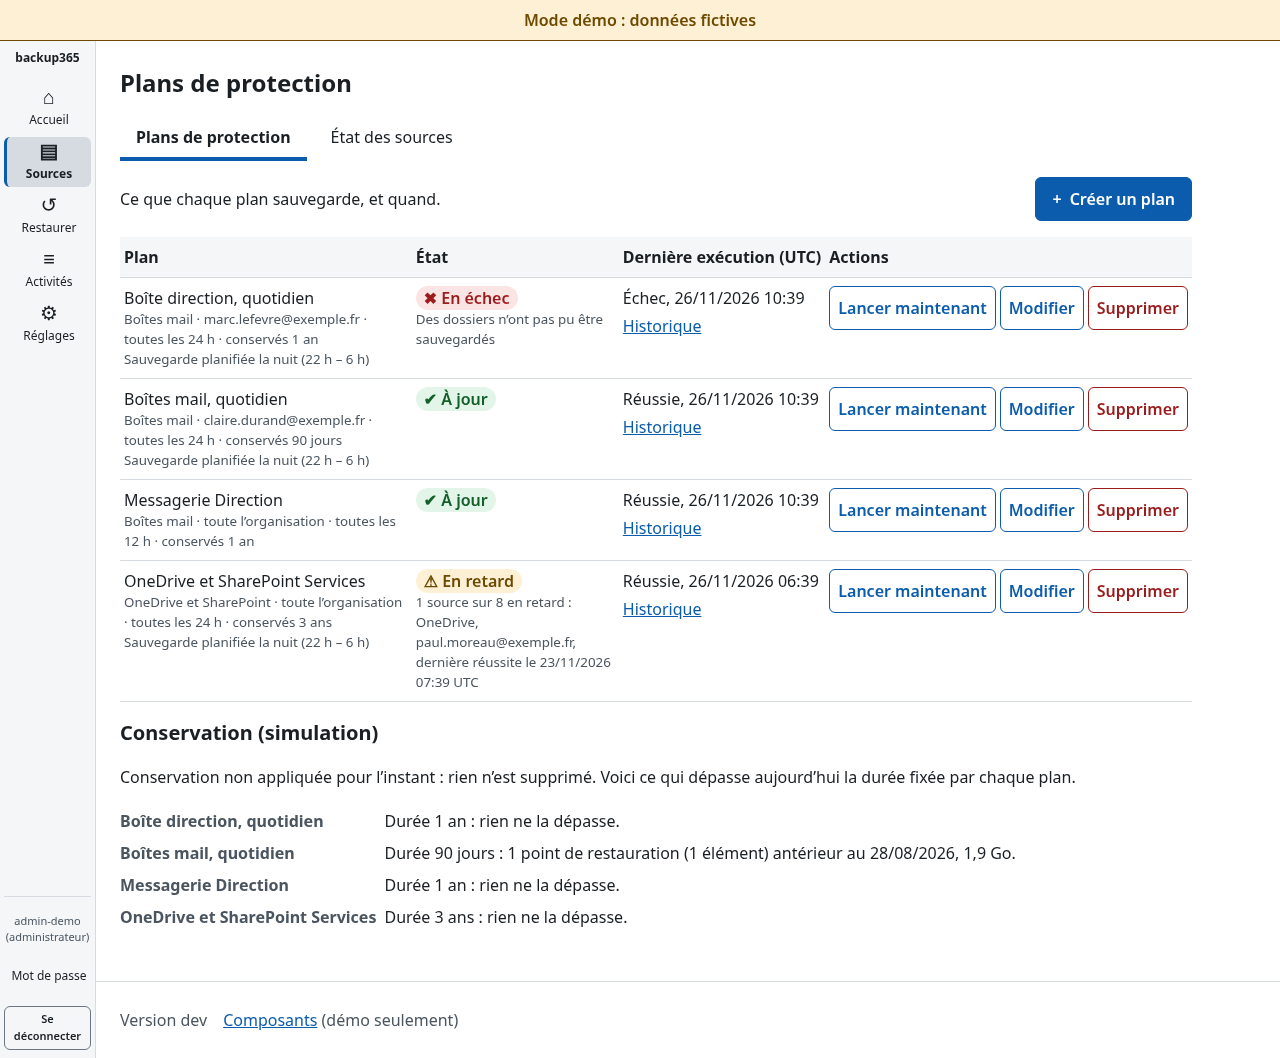 Mode démo : données fictives
backup365
Accueil
Sources
Restaurer
Activités
Réglages
admin-demo
(administrateur)
Mot de passe
Se
déconnecter
Plans de protection
Plans de protection
État des sources
Ce que chaque plan sauvegarde, et quand.
+ Créer un plan
Plan État Dernière exécution (UTC) Actions
Boîte direction, quotidien
Boîtes mail · marc.lefevre@exemple.fr ·
toutes les 24 h · conservés 1 an
Sauvegarde planifiée la nuit (22 h – 6 h)
✖ En échec
Des dossiers n’ont pas pu être
sauvegardés
Échec, 26/11/2026 10:39
Historique
Lancer maintenant Modifier Supprimer
Boîtes mail, quotidien
Boîtes mail · claire.durand@exemple.fr ·
toutes les 24 h · conservés 90 jours
Sauvegarde planifiée la nuit (22 h – 6 h)
✔ À jour
Réussie, 26/11/2026 10:39
Historique
Lancer maintenant Modifier Supprimer
Messagerie Direction
Boîtes mail · toute l’organisation · toutes les
12 h · conservés 1 an
✔ À jour
Réussie, 26/11/2026 10:39
Historique
Lancer maintenant Modifier Supprimer
OneDrive et SharePoint Services
OneDrive et SharePoint · toute l’organisation
· toutes les 24 h · conservés 3 ans
Sauvegarde planifiée la nuit (22 h – 6 h)
⚠ En retard
1 source sur 8 en retard :
OneDrive,
paul.moreau@exemple.fr,
dernière réussite le 23/11/2026
07:39 UTC
Réussie, 26/11/2026 06:39
Historique
Lancer maintenant Modifier Supprimer
Conservation (simulation)
Conservation non appliquée pour l’instant : rien n’est supprimé. Voici ce qui dépasse aujourd’hui la durée fixée par chaque plan.
Boîte direction, quotidien Durée 1 an : rien ne la dépasse.
Boîtes mail, quotidien Durée 90 jours : 1 point de restauration (1 élément) antérieur au 28/08/2026, 1,9 Go.
Messagerie Direction Durée 1 an : rien ne la dépasse.
OneDrive et SharePoint Services Durée 3 ans : rien ne la dépasse.
Version dev Composants (démo seulement)